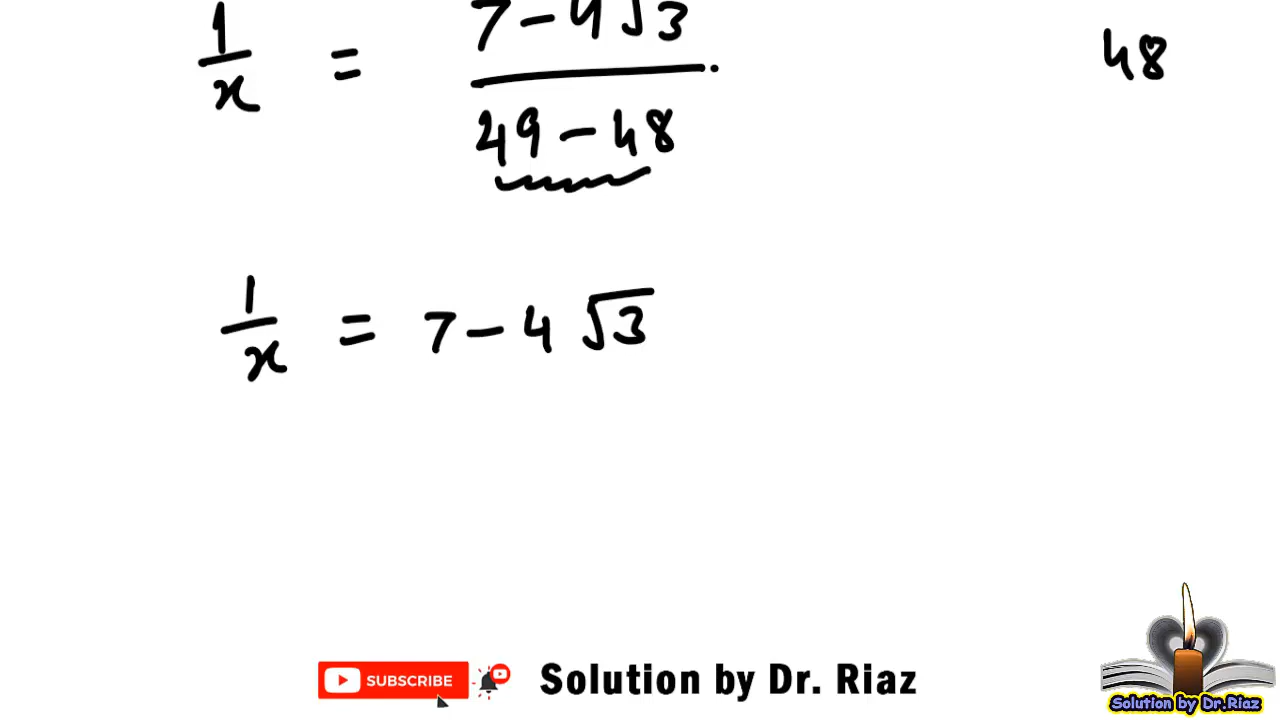 1/x = 7 - 4√3 / 49 - 48
48
1/x = 7 - 4√3
SUBSCRIBE
Solution by Dr. Riaz
Solution by Dr.Riaz